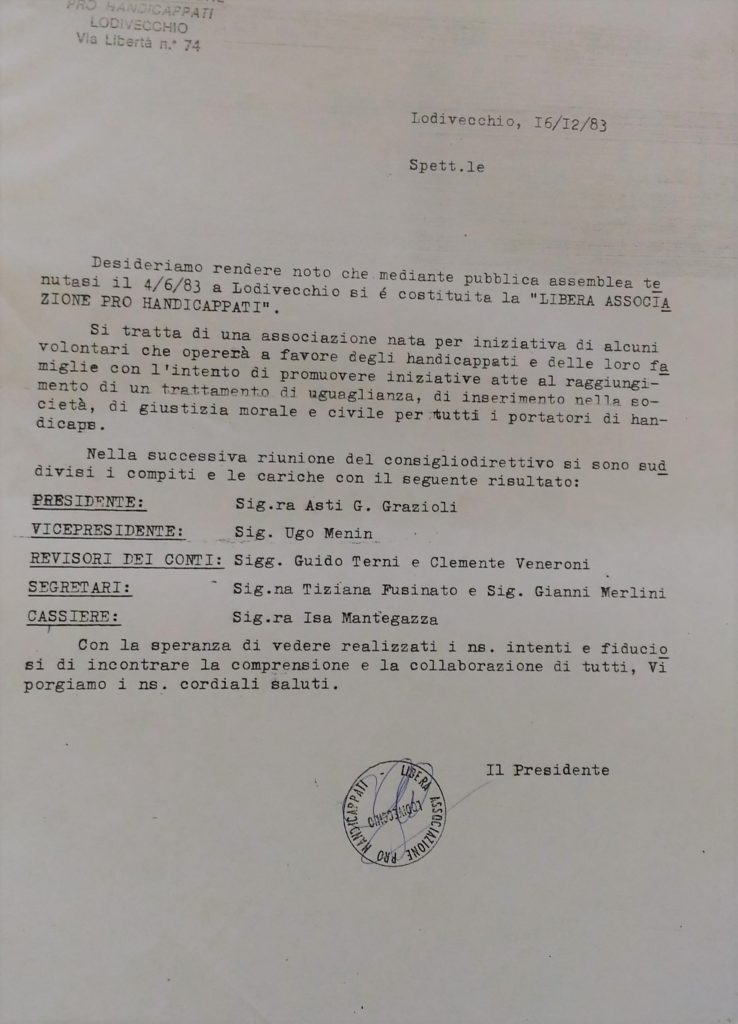 PRO HANDICAPPATI
LODIVECCHIO
Via Libertà n.° 74
Lodivecchio, I6/I2/83
Spett.le
Desideriamo rendere noto che mediante pubblica assemblea te
nutasi il 4/6/83 a Lodivecchio si é costituita la "LIBERA ASSOCIA
ZIONE PRO HANDICAPPATI".
Si tratta di una associazione nata per iniziativa di alcuni
volontari che opererà a favore degli handicappati e delle loro fa
miglie con l'intento di promuovere iniziative atte al raggiungi-
mento di un trattamento di uguaglianza, di inserimento nella so-
cietà, di giustizia morale e civile per tutti i portatori di han-
dicaps.
Nella successiva riunione del consigliodirettivo si sono sud
divisi i compiti e le cariche con il seguente risultato:
PRESIDENTE: Sig.ra Asti G. Grazioli
VICEPRESIDENTE: Sig. Ugo Menin
REVISORI DEI CONTI: Sigg. Guido Terni e Clemente Veneroni
SEGRETARI: Sig.na Tiziana Fusinato e Sig. Gianni Merlini
CASSIERE: Sig.ra Isa Mantegazza
Con la speranza di vedere realizzati i ns. intenti e fiducio
si di incontrare la comprensione e la collaborazione di tutti, Vi
porgiamo i ns. cordiali saluti.
Il Presidente
LIBERA ASSOCIAZIONE PRO HANDICAPPATI -
LODIVECCHIO